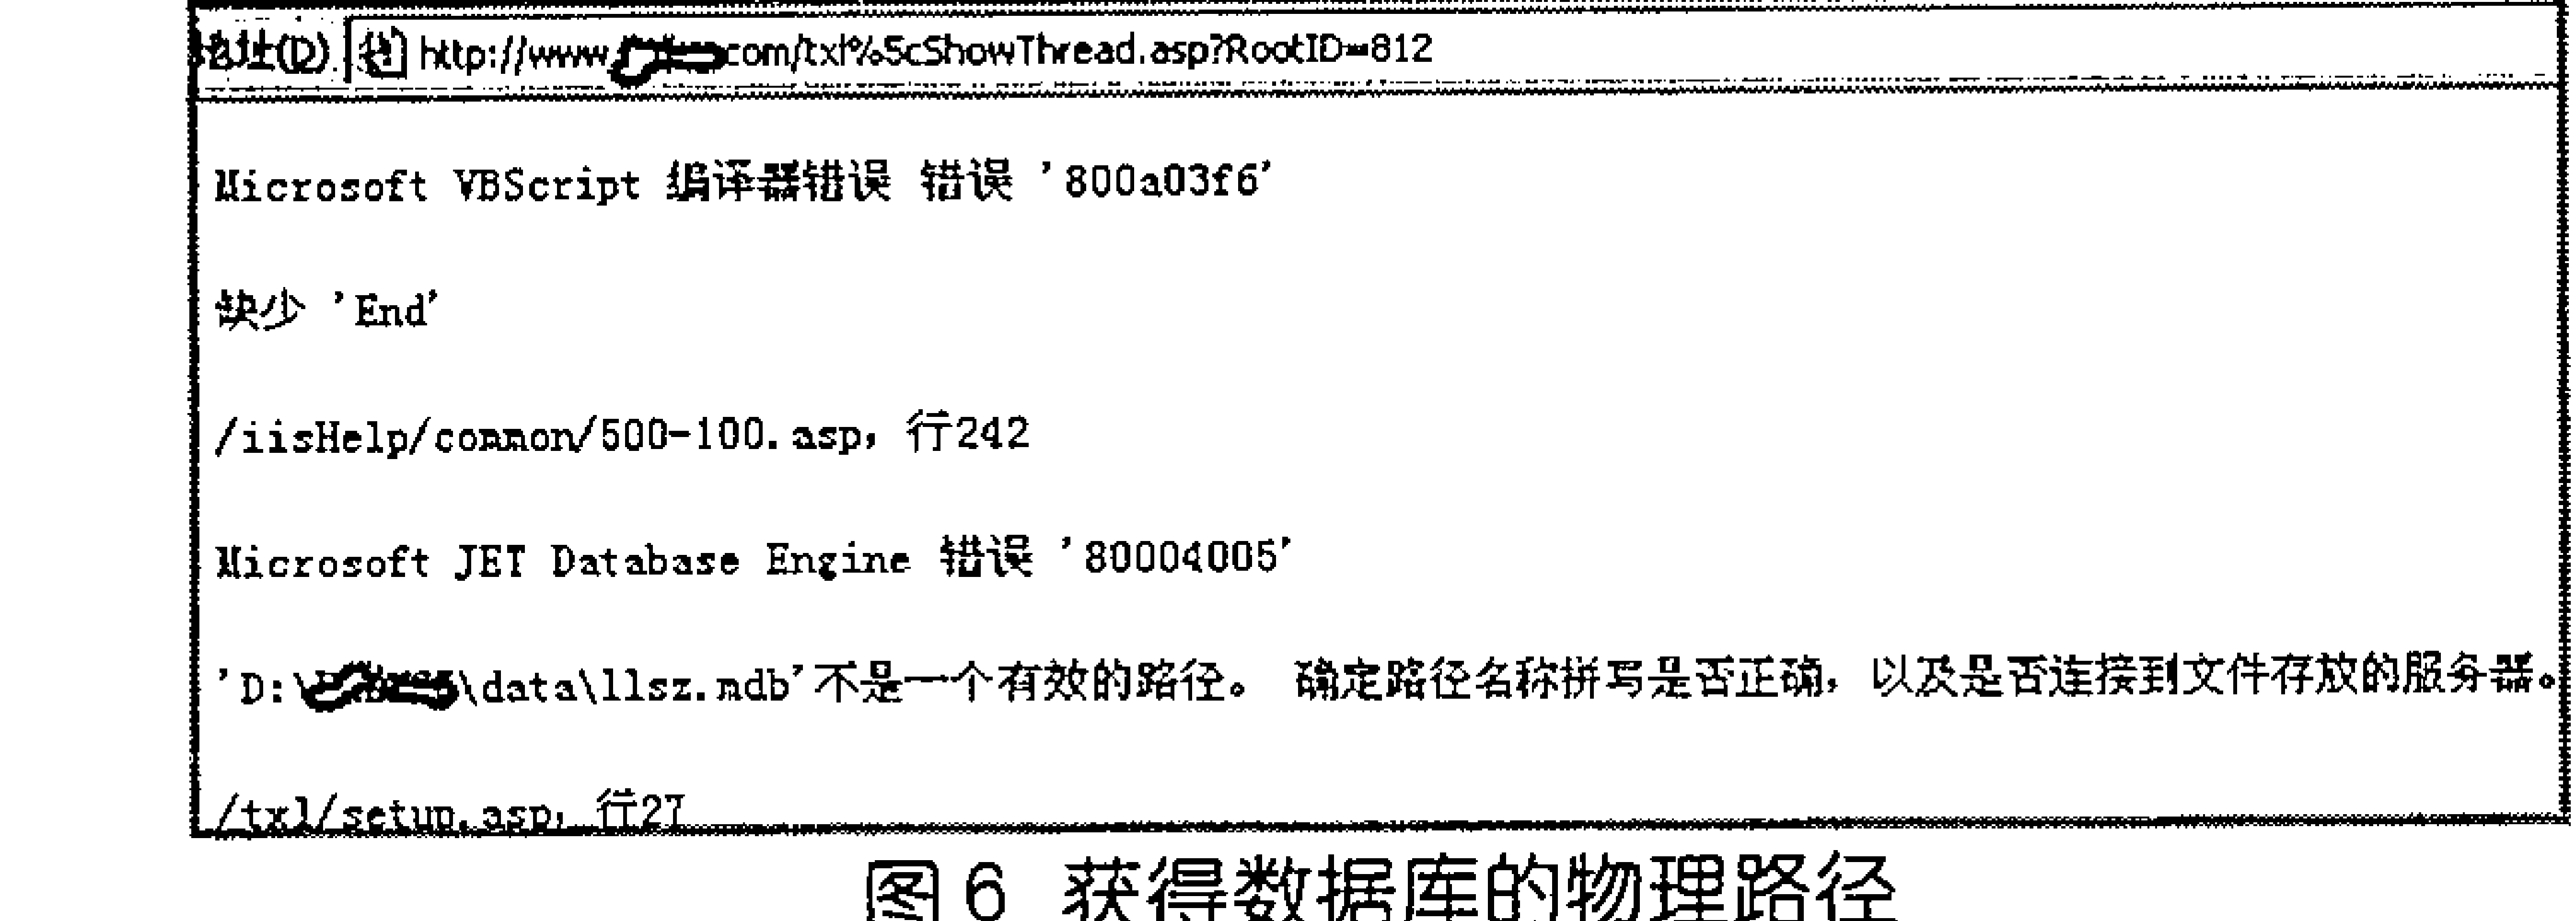 地址(D) http://www.com/txl%5cShowThread.asp?RootID=812
Microsoft VBScript 编译器错误 错误 '800a03f6'
缺少 'End'
/iisHelp/common/500-100.asp，行242
Microsoft JET Database Engine 错误 '80004005'
'D:\\data\llsz.mdb'不是一个有效的路径。 确定路径名称拼写是否正确，以及是否连接到文件存放的服务器。
/txl/setup.asp，行27
图 6 获得数据库的物理路径